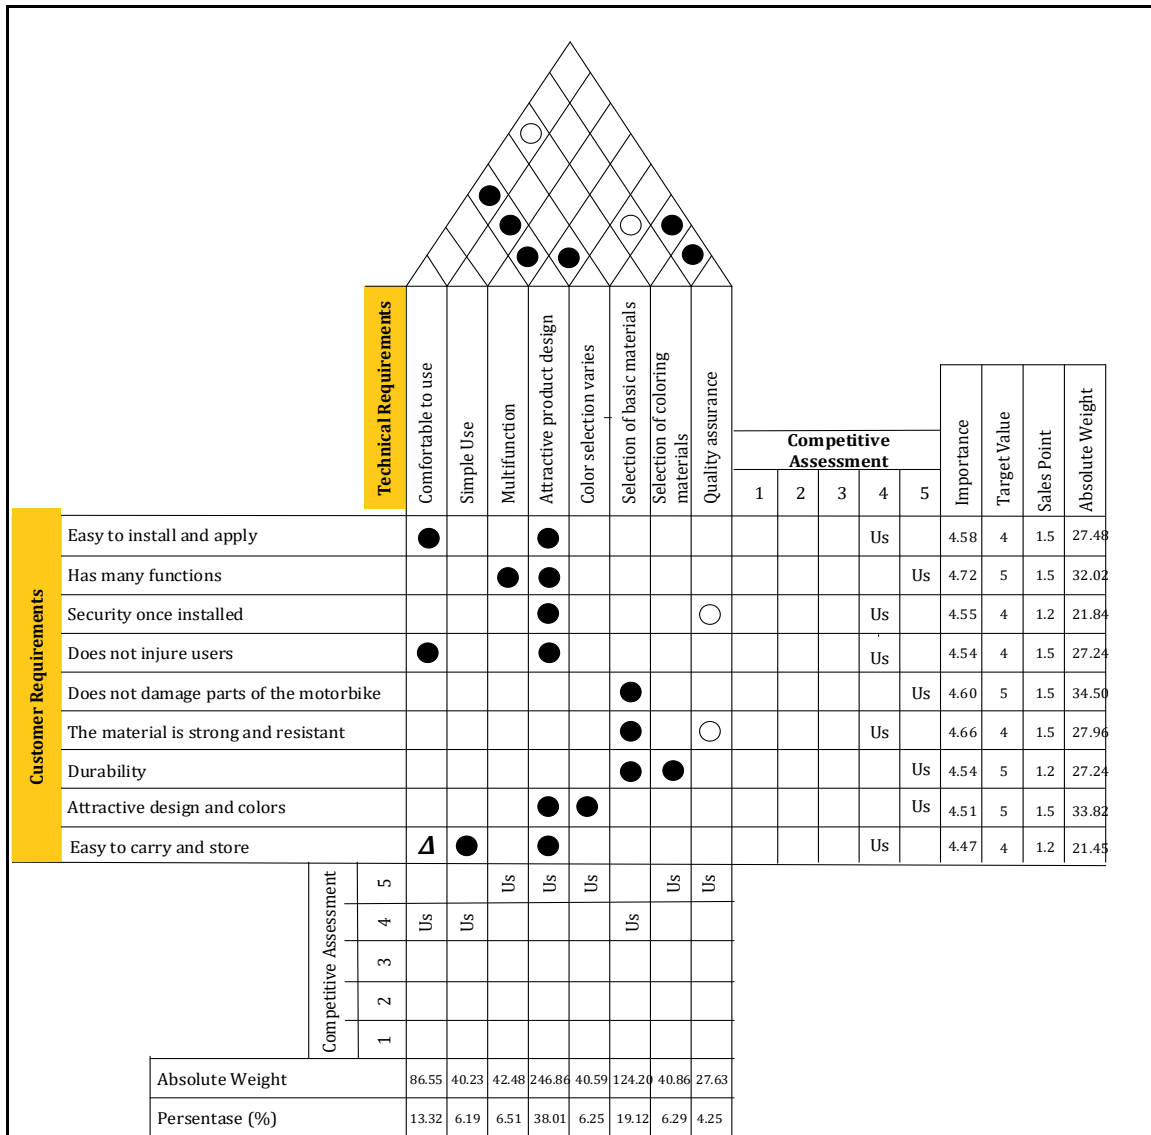 Technical Requirements
Comfortable to use
Simple Use
Multifunction
Attractive product design
Color selection varies
Selection of basic materials
Selection of coloring
materials
Quality assurance
Competitive
Assessment
1 2 3 4 5
Importance
Target Value
Sales Point
Absolute Weight
Customer Requirements
Easy to install and apply Us 4.58 4 1.5 27.48
Has many functions Us 4.72 5 1.5 32.02
Security once installed Us 4.55 4 1.2 21.84
Does not injure users Us 4.54 4 1.5 27.24
Does not damage parts of the motorbike Us 4.60 5 1.5 34.50
The material is strong and resistant Us 4.66 4 1.5 27.96
Durability Us 4.54 5 1.2 27.24
Attractive design and colors Us 4.51 5 1.5 33.82
Easy to carry and store Δ Us 4.47 4 1.2 21.45
Competitive Assessment
5 Us Us Us Us Us
4 Us Us Us
3
2
1
Absolute Weight 86.55 40.23 42.48 246.86 40.59 124.20 40.86 27.63
Persentase (%) 13.32 6.19 6.51 38.01 6.25 19.12 6.29 4.25